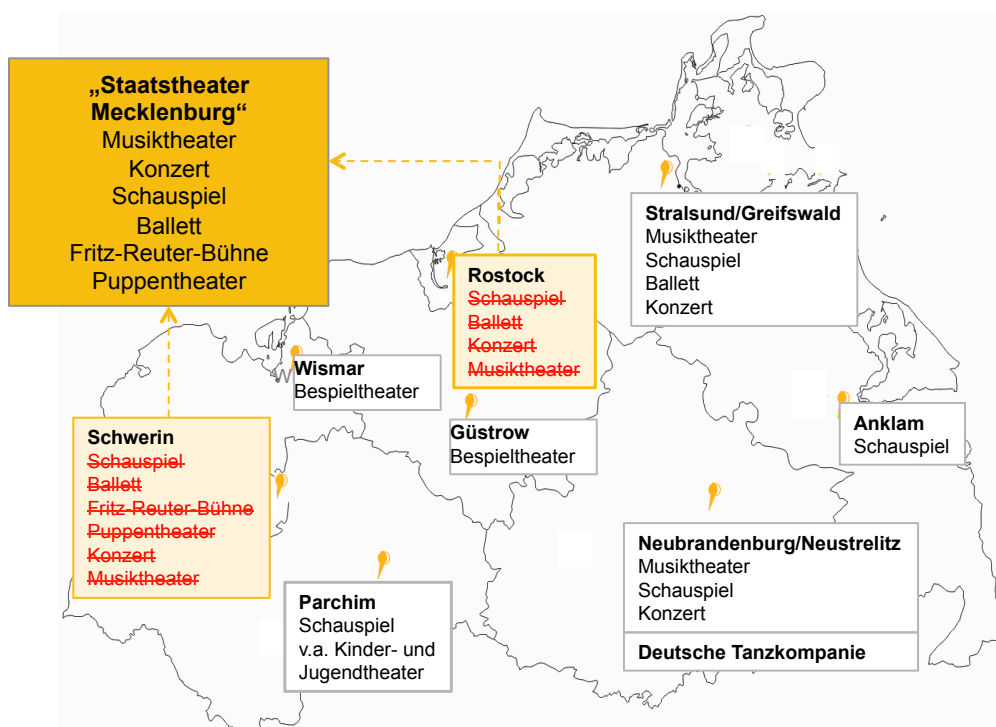 „Staatstheater
Mecklenburg“
Musiktheater
Konzert
Schauspiel
Ballett
Fritz-Reuter-Bühne
Puppentheater
Stralsund/Greifswald
Musiktheater
Schauspiel
Ballett
Konzert
Rostock
Schauspiel
Ballett
Konzert
Musiktheater
Wismar
Bespieltheater
W
Güstrow
Bespieltheater
Anklam
Schauspiel
Schwerin
Schauspiel
Ballett
Fritz-Reuter-Bühne
Puppentheater
Konzert
Musiktheater
Neubrandenburg/Neustrelitz
Musiktheater
Schauspiel
Konzert
Deutsche Tanzkompanie
Parchim
Schauspiel
v.a. Kinder- und
Jugendtheater